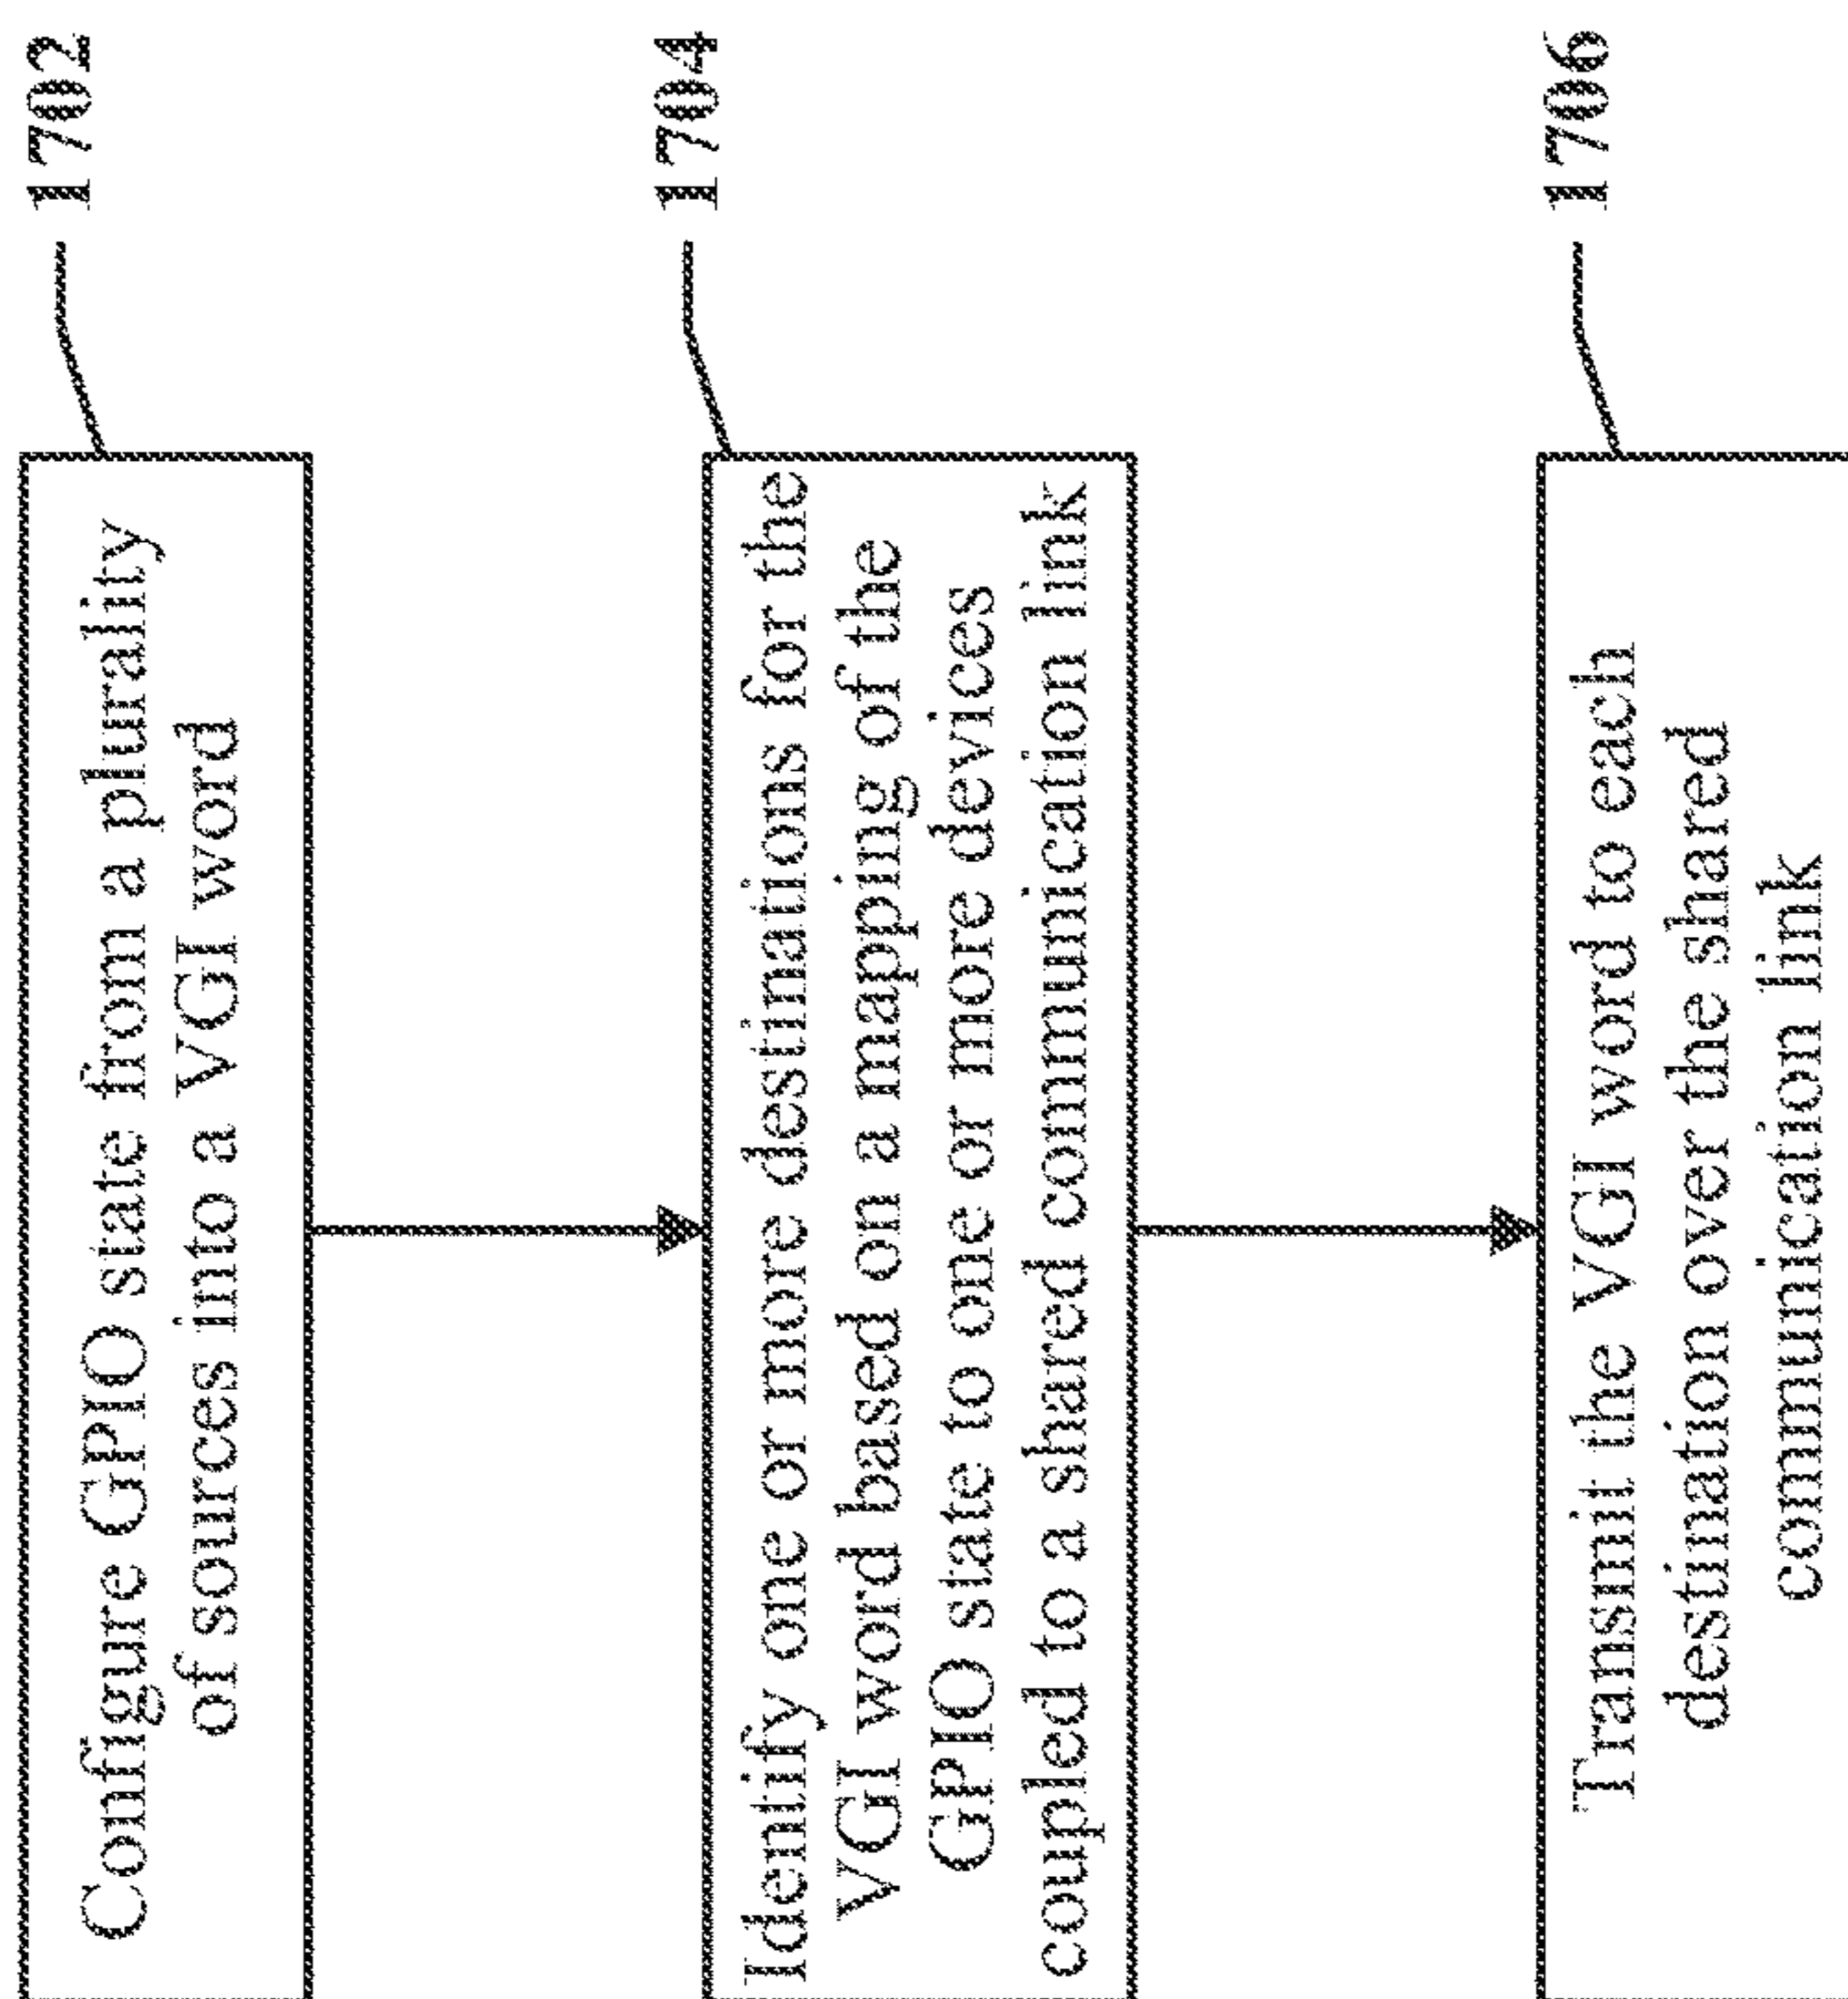 1702
Configure GPIO state from a plurality
of sources into a VGI word
1704
Identify one or more destinations for the
VGI word based on a mapping of the
GPIO state to one or more devices
coupled to a shared communication link
1706
Transmit the VGI word to each
destination over the shared
communication link